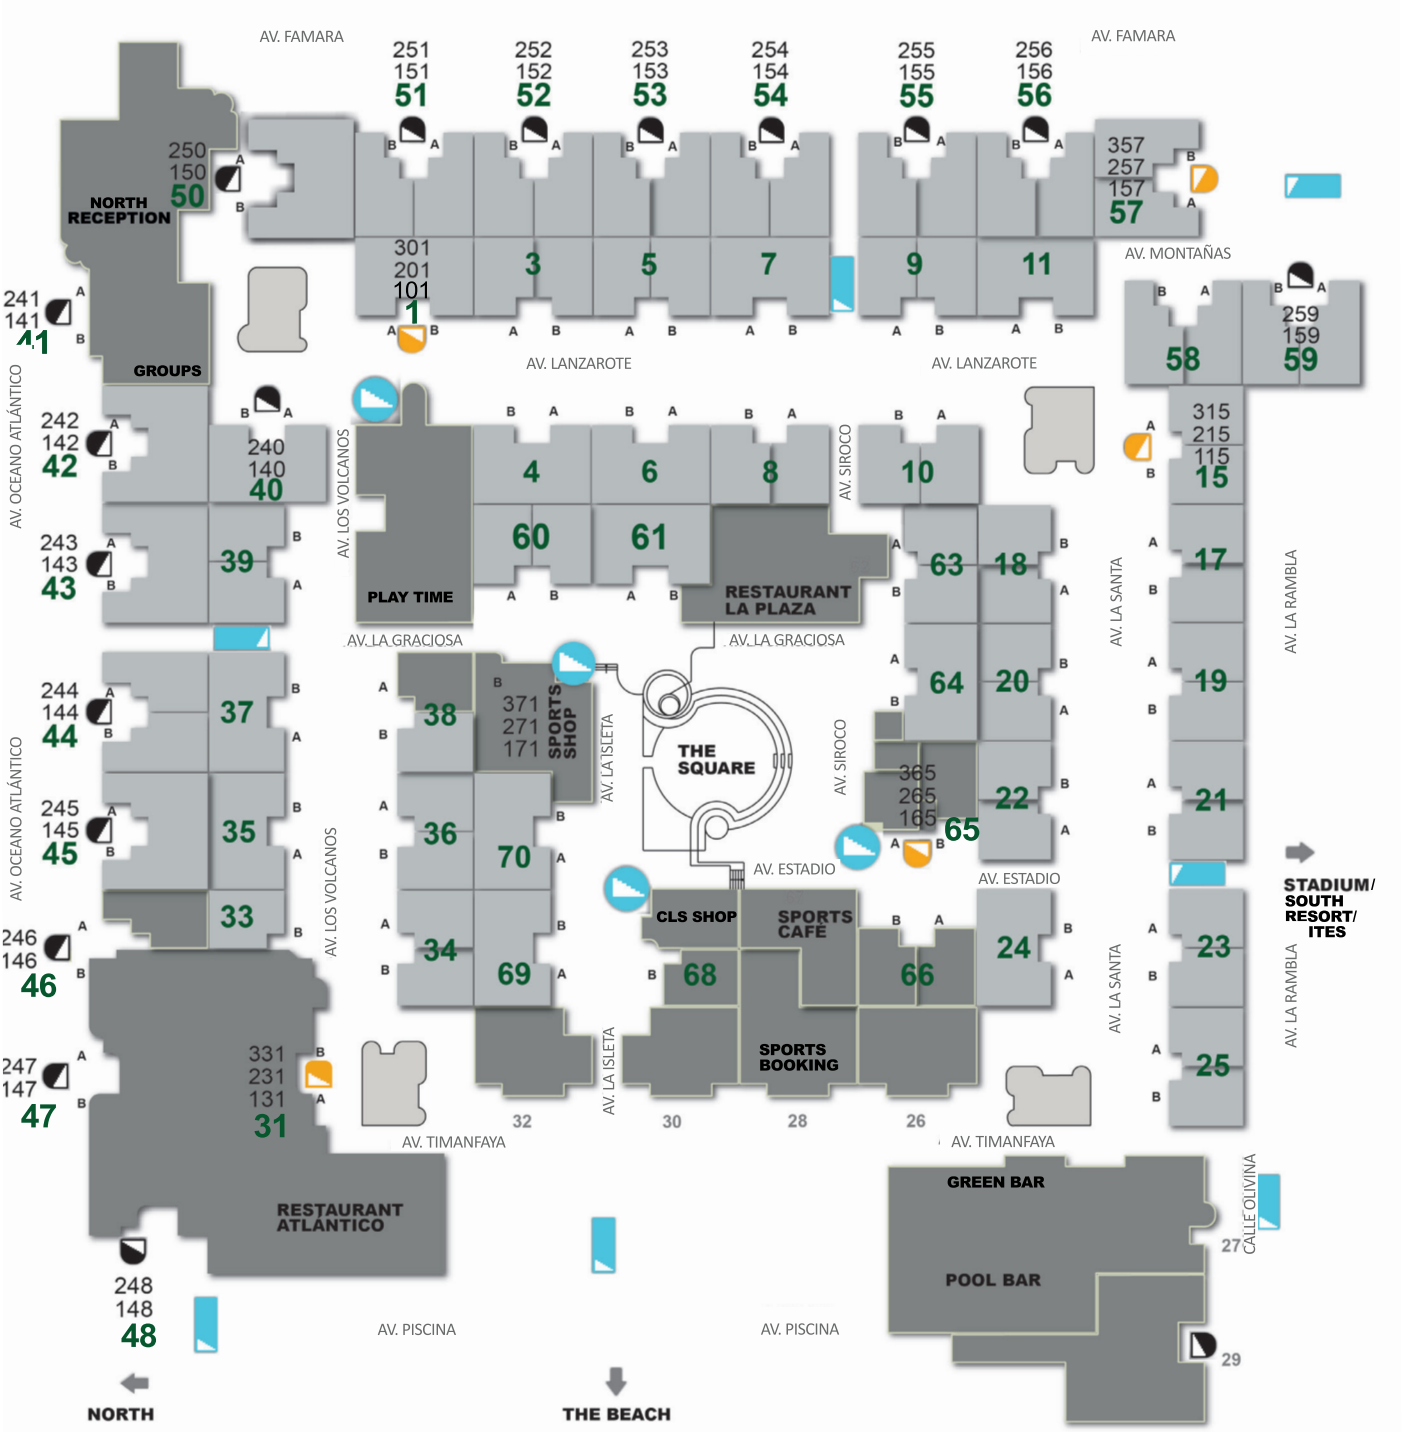 AV. FAMARA
AV. FAMARA
251
151
51
252
152
52
253
153
53
254
154
54
255
155
55
256
156
56
B A
B A
B A
B A
B A
B A
357
257
157
57
B
A
250
150
50
A
B
NORTH
RECEPTION
AV. MONTAÑAS
301
201
101
1
3
5
7
9
11
A B
A B
A B
A B
A B
A B
241
141
41
A
B
GROUPS
AV. LANZAROTE
AV. LANZAROTE
B A
58
B A
259
159
59
AV. OCEANO ATLÁNTICO
242
142
42
A
B
B A
240
140
40
AV. LOS VOLCANOS
B A
4
B A
6
B A
8
AV. SIROCO
B A
10
A
B
315
215
115
15
243
143
43
A
B
39
B
A
PLAY TIME
60
A B
61
A B
RESTAURANT
LA PLAZA
A
63
B
18
B
A
AV. LA SANTA
A
B
17
AV. LA RAMBLA
AV. LA GRACIOSA
AV. LA GRACIOSA
244
144
44
A
B
37
B
A
A
38
B
B
371
271
171
SPORTS
SHOP
AV. LA ISLETA
THE
SQUARE
A
64
B
20
B
A
A
B
19
AV. SIROCO
365
265
165
65
A B
22
B
A
A
B
21
AV. OCEANO ATLÁNTICO
245
145
45
A
B
35
B
A
AV. LOS VOLCANOS
A
36
B
70
B
A
AV. ESTADIO
AV. ESTADIO
STADIUM/
SOUTH
RESORT/
ITES
246
146
46
A
B
33
B
A
34
B
69
B
A
CLS SHOP
SPORTS
CAFÉ
B
68
B A
66
24
B
A
AV. LA SANTA
A
B
23
AV. LA RAMBLA
247
147
47
A
B
331
231
131
31
B
A
AV. LA ISLETA
SPORTS
BOOKING
A
B
25
32
30
28
26
AV. TIMANFAYA
AV. TIMANFAYA
RESTAURANT
ATLÁNTICO
GREEN BAR
CALLE OLIVINA
27
POOL BAR
248
148
48
AV. PISCINA
AV. PISCINA
29
NORTH
THE BEACH